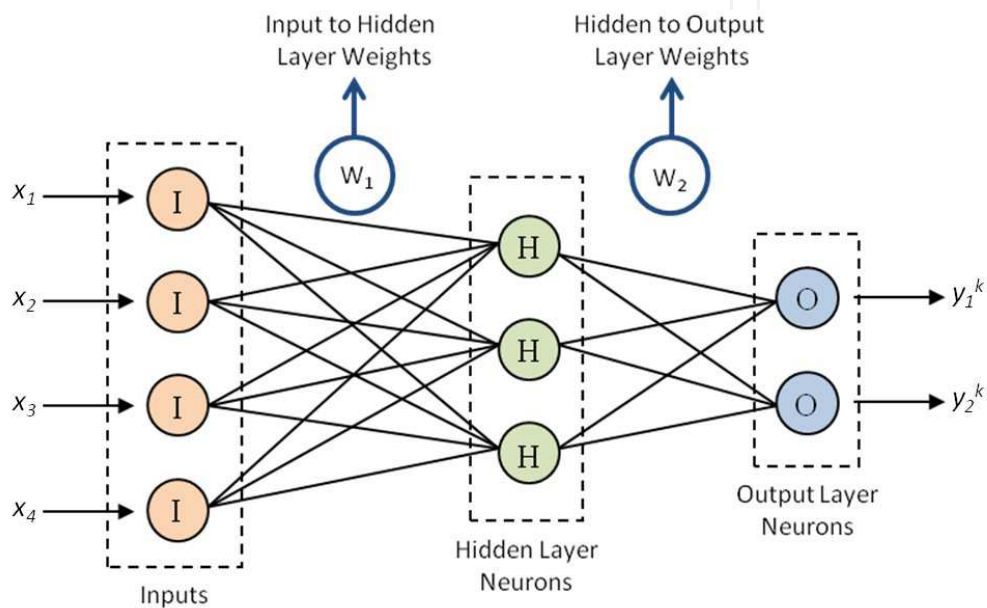 Input to Hidden
Layer Weights
Hidden to Output
Layer Weights
W₁
W₂
x₁
x₂
x₃
x₄
I
I
I
I
H
H
H
O
O
y₁ᵏ
y₂ᵏ
Inputs
Hidden Layer
Neurons
Output Layer
Neurons